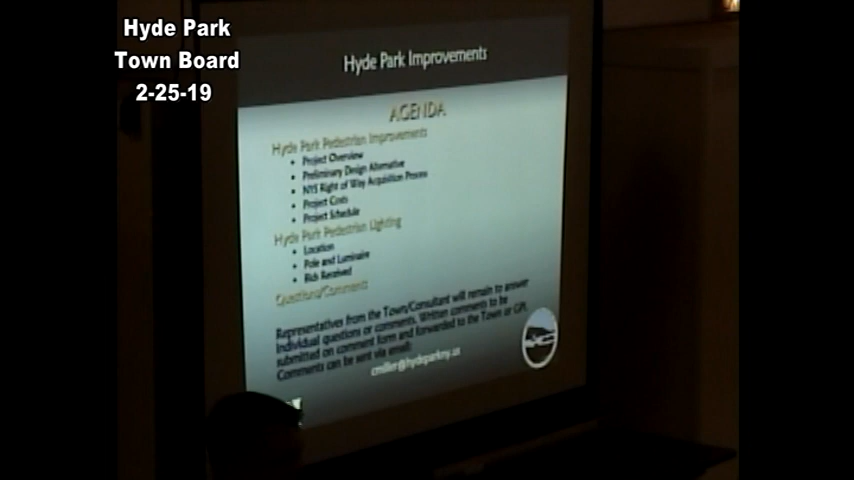 Hyde Park
Town Board
2-25-19
Hyde Park Improvements
AGENDA
Hyde Park Pedestrian Improvements
• Project Overview
• Preliminary Design Alternative
• NYS Right of Way Acquisition Process
• Project Costs
• Project Schedule
Hyde Park Pedestrian Lighting
• Location
• Pole and Luminaire
• Bids Received
Questions/Comments
Representatives from the Town/Consultant will remain to answer
individual questions or comments. Written comments to be
submitted on comment form and forwarded to the Town or GPI.
Comments can be sent via email:
cmiller@hydeparkny.us